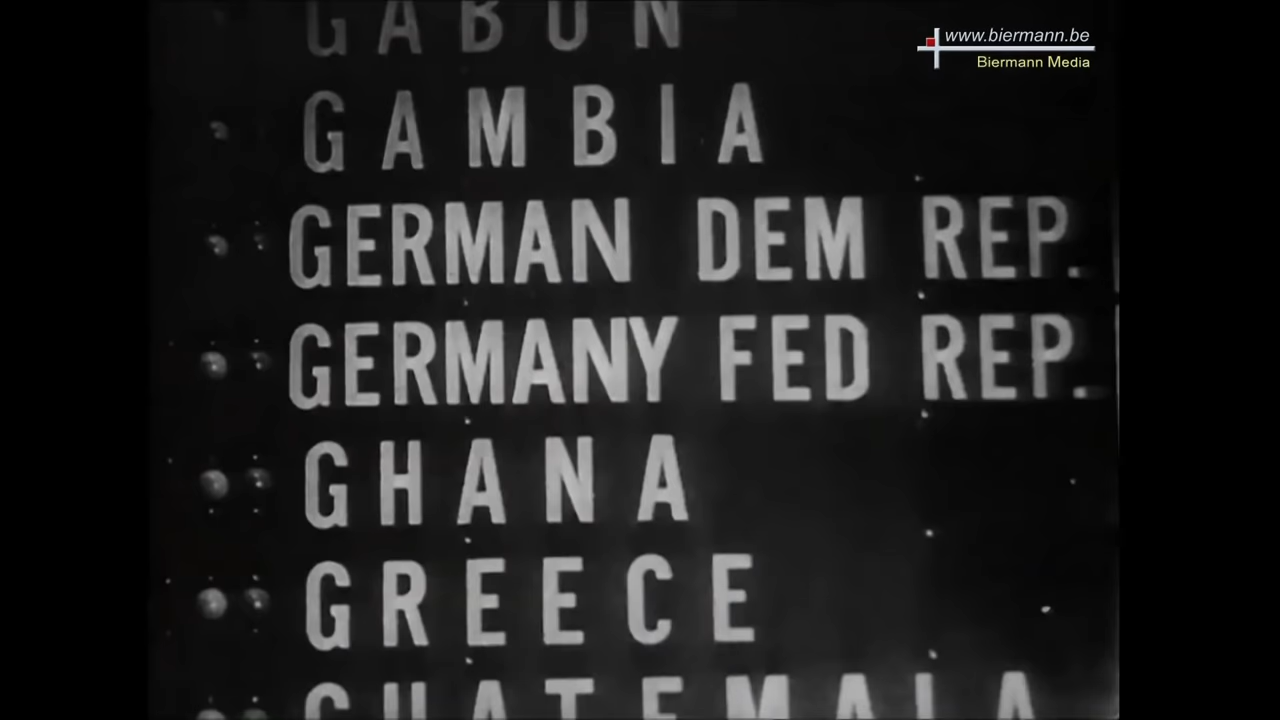 GABON
www.biermann.be
Biermann Media
GAMBIA
GERMAN DEM REP.
GERMANY FED REP.
GHANA
GREECE
GUATEMALA